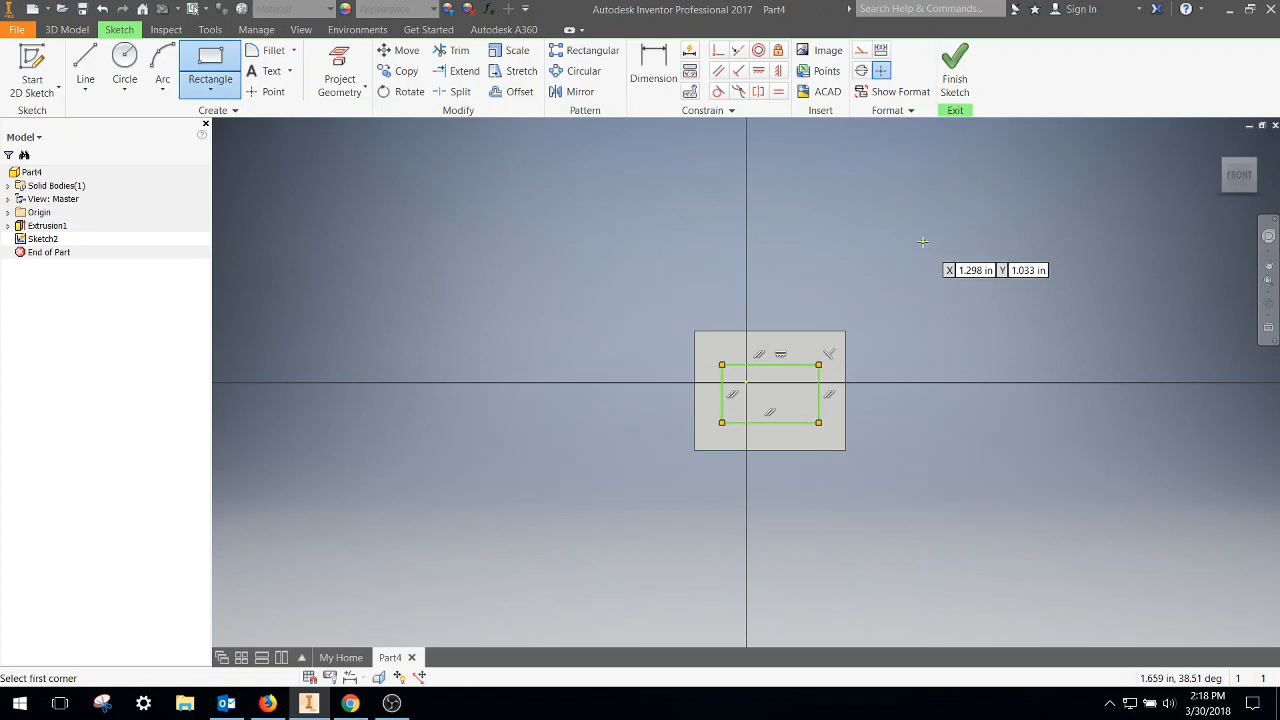 Material Appearance Autodesk Inventor Professional 2017 Part4 Search Help & Commands... Sign In
File 3D Model Sketch Inspect Tools Manage View Environments Get Started Autodesk A360
Start 2D Sketch Line Circle Arc Rectangle Fillet Text Point Project Geometry Move Copy Rotate Trim Extend Split Scale Stretch Offset Rectangular Circular Mirror Dimension Image Points ACAD Show Format Finish Sketch
Sketch Create Modify Pattern Constrain Insert Format Exit
Model
Part4
Solid Bodies(1)
View: Master
Origin
Extrusion1
Sketch2
End of Part
FRONT
X 1.298 in Y 1.033 in
My Home Part4
Select first corner 1.659 in, 38.51 deg 1 1
2:18 PM
3/30/2018